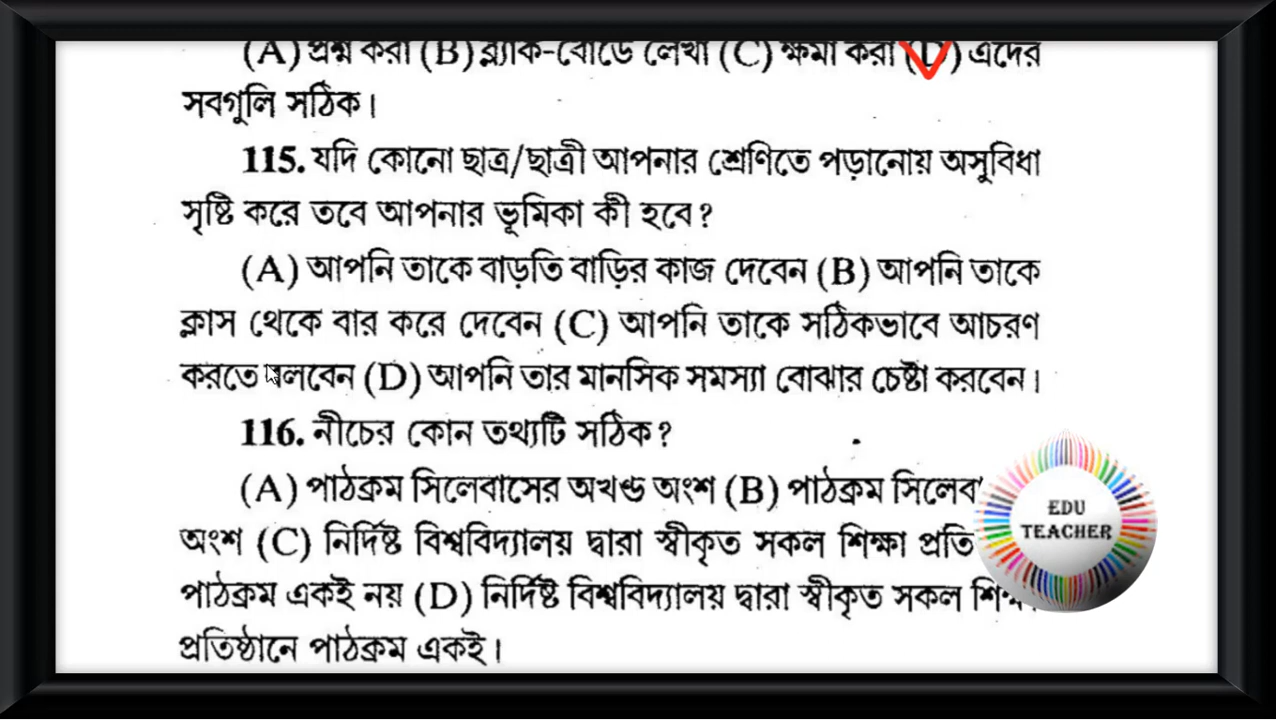 (A) প্রশ্ন করা (B) ব্ল্যাক-বোর্ডে লেখা (C) ক্ষমা করা (D) এদের
সবগুলি সঠিক।
115. যদি কোনো ছাত্র/ছাত্রী আপনার শ্রেণিতে পড়ানোয় অসুবিধা
সৃষ্টি করে তবে আপনার ভূমিকা কী হবে?
(A) আপনি তাকে বাড়তি বাড়ির কাজ দেবেন (B) আপনি তাকে
ক্লাস থেকে বার করে দেবেন (C) আপনি তাকে সঠিকভাবে আচরণ
করতে বলবেন (D) আপনি তার মানসিক সমস্যা বোঝার চেষ্টা করবেন।
116. নীচের কোন তথ্যটি সঠিক?
(A) পাঠক্রম সিলেবাসের অখণ্ড অংশ (B) পাঠক্রম
অংশ (C) নির্দিষ্ট বিশ্ববিদ্যালয় দ্বারা স্বীকৃত সকল শিক্ষা
পাঠক্রম একই নয় (D) নির্দিষ্ট বিশ্ববিদ্যালয় দ্বারা স্বীকৃত সকল
প্রতিষ্ঠানে পাঠক্রম একই।
EDU
TEACHER